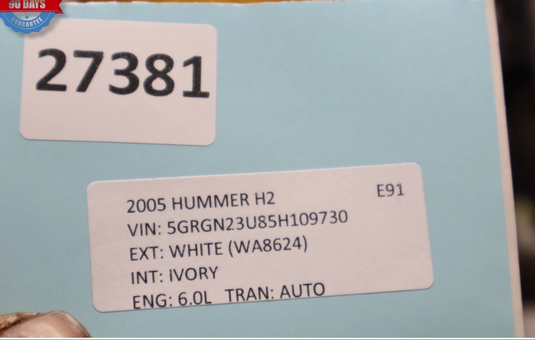 90 DAYS
GUARANTEE
27381
2005 HUMMER H2 E91
VIN: 5GRGN23U85H109730
EXT: WHITE (WA8624)
INT: IVORY
ENG: 6.0L TRAN: AUTO